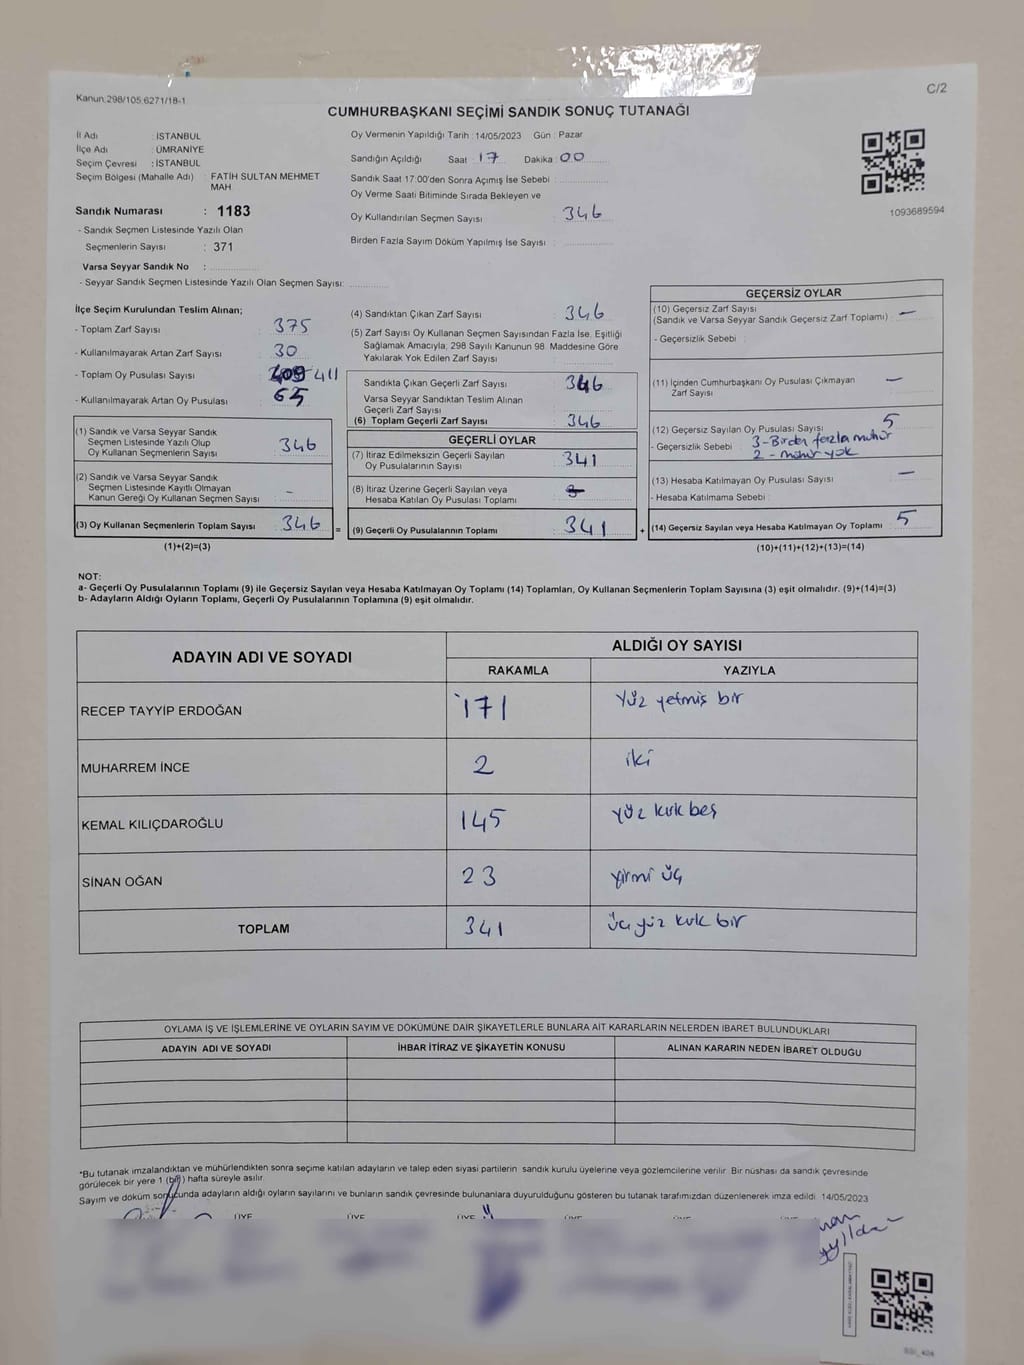 Kanun 298/105 6271/18-1
C/2
CUMHURBAŞKANI SEÇİMİ SANDIK SONUÇ TUTANAĞI
İl Adı : İSTANBUL
İlçe Adı : ÜMRANİYE
Seçim Çevresi : İSTANBUL
Seçim Bölgesi (Mahalle Adı) : FATİH SULTAN MEHMET
MAH.
Sandık Numarası : 1183
- Sandık Seçmen Listesinde Yazılı Olan
Seçmenlerin Sayısı : 371
Varsa Seyyar Sandık No :
- Seyyar Sandık Seçmen Listesinde Yazılı Olan Seçmen Sayısı:
Oy Vermenin Yapıldığı Tarih : 14/05/2023 Gün : Pazar
Sandığın Açıldığı Saat : 17 Dakika : 00
Sandık Saat 17:00'den Sonra Açımış İse Sebebi :
Oy Verme Saati Bitiminde Sırada Bekleyen ve
Oy Kullandırılan Seçmen Sayısı : 346
Birden Fazla Sayım Döküm Yapılmış İse Sayısı :
1093689594
İlçe Seçim Kurulundan Teslim Alınan;
- Toplam Zarf Sayısı : 375
- Kullanılmayarak Artan Zarf Sayısı : 30
- Toplam Oy Pusulası Sayısı : 411
- Kullanılmayarak Artan Oy Pusulası : 65
(1) Sandık ve Varsa Seyyar Sandık
Seçmen Listesinde Yazılı Olup
Oy Kullanan Seçmenlerin Sayısı : 346
(2) Sandık ve Varsa Seyyar Sandık
Seçmen Listesinde Kayıtlı Olmayan
Kanun Gereği Oy Kullanan Seçmen Sayısı : -
(3) Oy Kullanan Seçmenlerin Toplam Sayısı : 346 =
(1)+(2)=(3)
(4) Sandıktan Çıkan Zarf Sayısı : 346
(5) Zarf Sayısı Oy Kullanan Seçmen Sayısından Fazla İse, Eşitliği
Sağlamak Amacıyla; 298 Sayılı Kanunun 98. Maddesine Göre
Yakılarak Yok Edilen Zarf Sayısı :
Sandıkta Çıkan Geçerli Zarf Sayısı : 346
Varsa Seyyar Sandıktan Teslim Alınan
Geçerli Zarf Sayısı :
(6) Toplam Geçerli Zarf Sayısı : 346
GEÇERLİ OYLAR
(7) İtiraz Edilmeksizin Geçerli Sayılan
Oy Pusulalarının Sayısı : 341
(8) İtiraz Üzerine Geçerli Sayılan veya
Hesaba Katılan Oy Pusulası Toplamı :
(9) Geçerli Oy Pusulalarının Toplamı : 341 +
GEÇERSİZ OYLAR
(10) Geçersiz Zarf Sayısı
(Sandık ve Varsa Seyyar Sandık Geçersiz Zarf Toplamı) : -
- Geçersizlik Sebebi :
(11) İçinden Cumhurbaşkanı Oy Pusulası Çıkmayan
Zarf Sayısı : -
(12) Geçersiz Sayılan Oy Pusulası Sayısı : 5
- Geçersizlik Sebebi : 3-Birden fazla mühür
2 - mühür yok
(13) Hesaba Katılmayan Oy Pusulası Sayısı : -
- Hesaba Katılmama Sebebi :
(14) Geçersiz Sayılan veya Hesaba Katılmayan Oy Toplamı : 5
(10)+(11)+(12)+(13)=(14)
NOT:
a- Geçerli Oy Pusulalarının Toplamı (9) ile Geçersiz Sayılan veya Hesaba Katılmayan Oy Toplamı (14) Toplamları, Oy Kullanan Seçmenlerin Toplam Sayısına (3) eşit olmalıdır. (9)+(14)=(3)
b- Adayların Aldığı Oyların Toplamı, Geçerli Oy Pusulalarının Toplamına (9) eşit olmalıdır.
ADAYIN ADI VE SOYADI ALDIĞI OY SAYISI
RAKAMLA YAZIYLA
RECEP TAYYİP ERDOĞAN 171 Yüz yetmiş bir
MUHARREM İNCE 2 iki
KEMAL KILIÇDAROĞLU 145 yüz kırk beş
SİNAN OĞAN 23 yirmi üç
TOPLAM 341 üç yüz kırk bir
OYLAMA İŞ VE İŞLEMLERİNE VE OYLARIN SAYIM VE DÖKÜMÜNE DAİR ŞİKAYETLERLE BUNLARA AİT KARARLARIN NELERDEN İBARET BULUNDUKLARI
ADAYIN ADI VE SOYADI İHBAR İTİRAZ VE ŞİKAYETİN KONUSU ALINAN KARARIN NEDEN İBARET OLDUĞU
*Bu tutanak imzalandıktan ve mühürlendikten sonra seçime katılan adayların ve talep eden siyasi partilerin sandık kurulu üyelerine veya gözlemcilerine verilir. Bir nüshası da sandık çevresinde
görülecek bir yere 1 (bir) hafta süreyle asılır.
Sayım ve döküm sonucunda adayların aldığı oyların sayılarını ve bunların sandık çevresinde bulunanlara duyurulduğunu gösteren bu tutanak tarafımızdan düzenlenerek imza edildi. 14/05/2023
ÜYE ÜYE ÜYE ÜYE ÜYE ÜYE